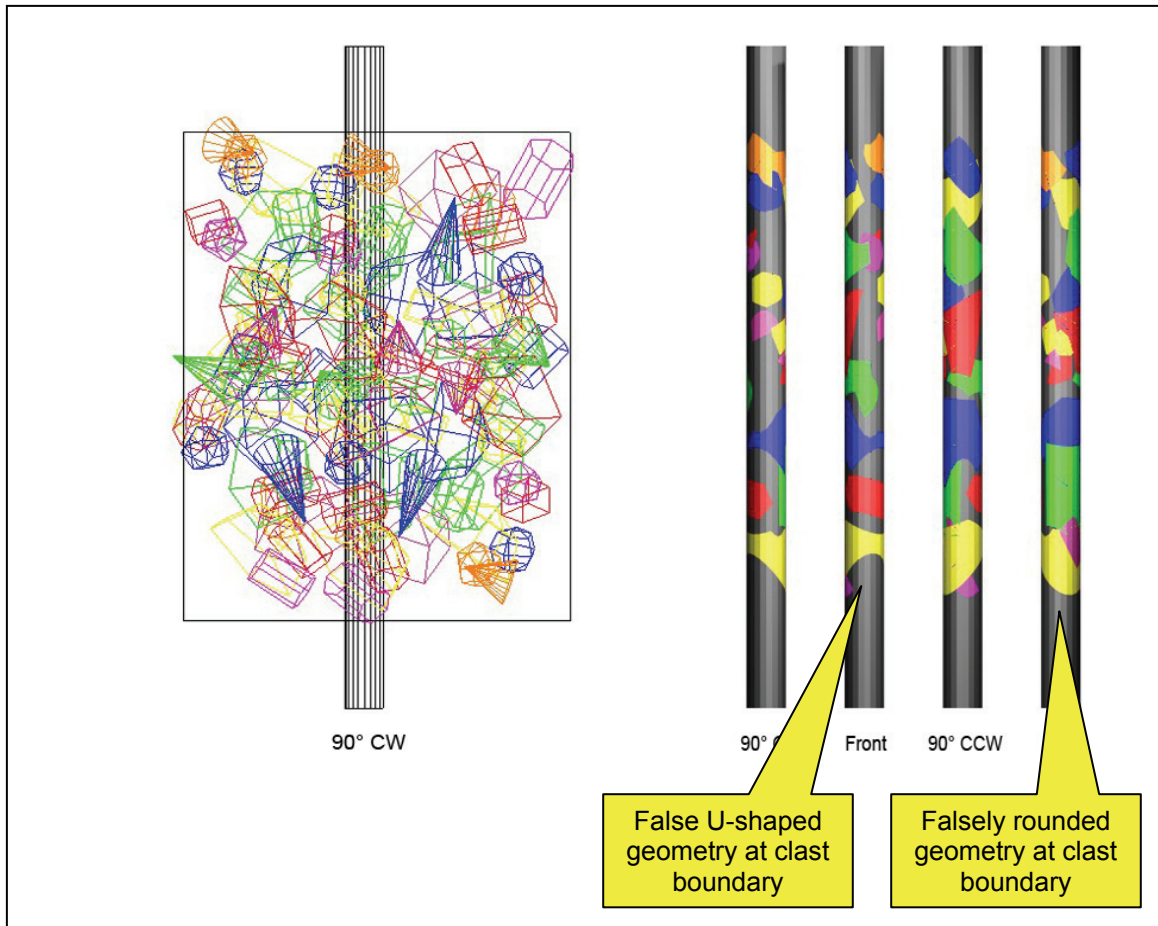 90° CW
90°
Front
90° CCW
False U-shaped
geometry at clast
boundary
Falsely rounded
geometry at clast
boundary